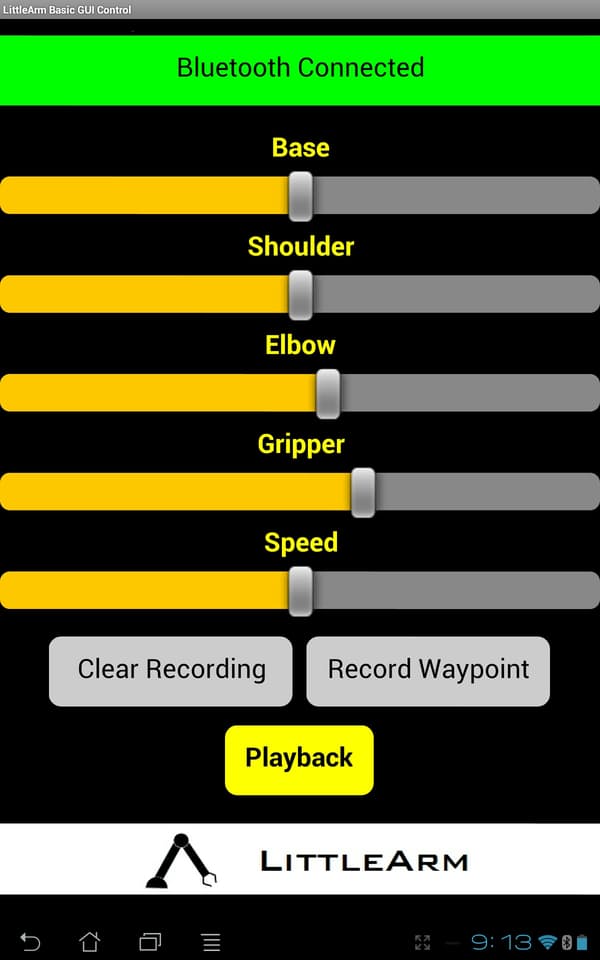 LittleArm Basic GUI Control
Bluetooth Connected
Base
Shoulder
Elbow
Gripper
Speed
Clear Recording
Record Waypoint
Playback
LITTLEARM
9:13